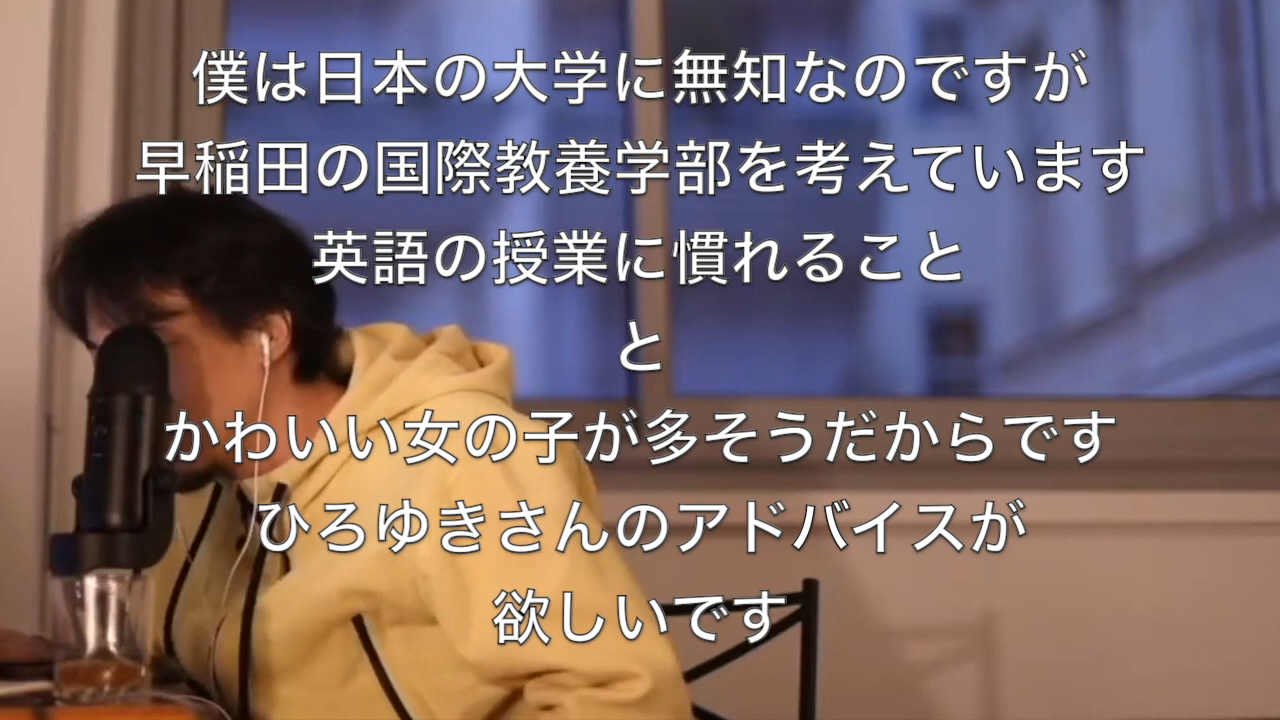 僕は日本の大学に無知なのですが
早稲田の国際教養学部を考えています
英語の授業に慣れること
と
かわいい女の子が多そうだからです
ひろゆきさんのアドバイスが
欲しいです